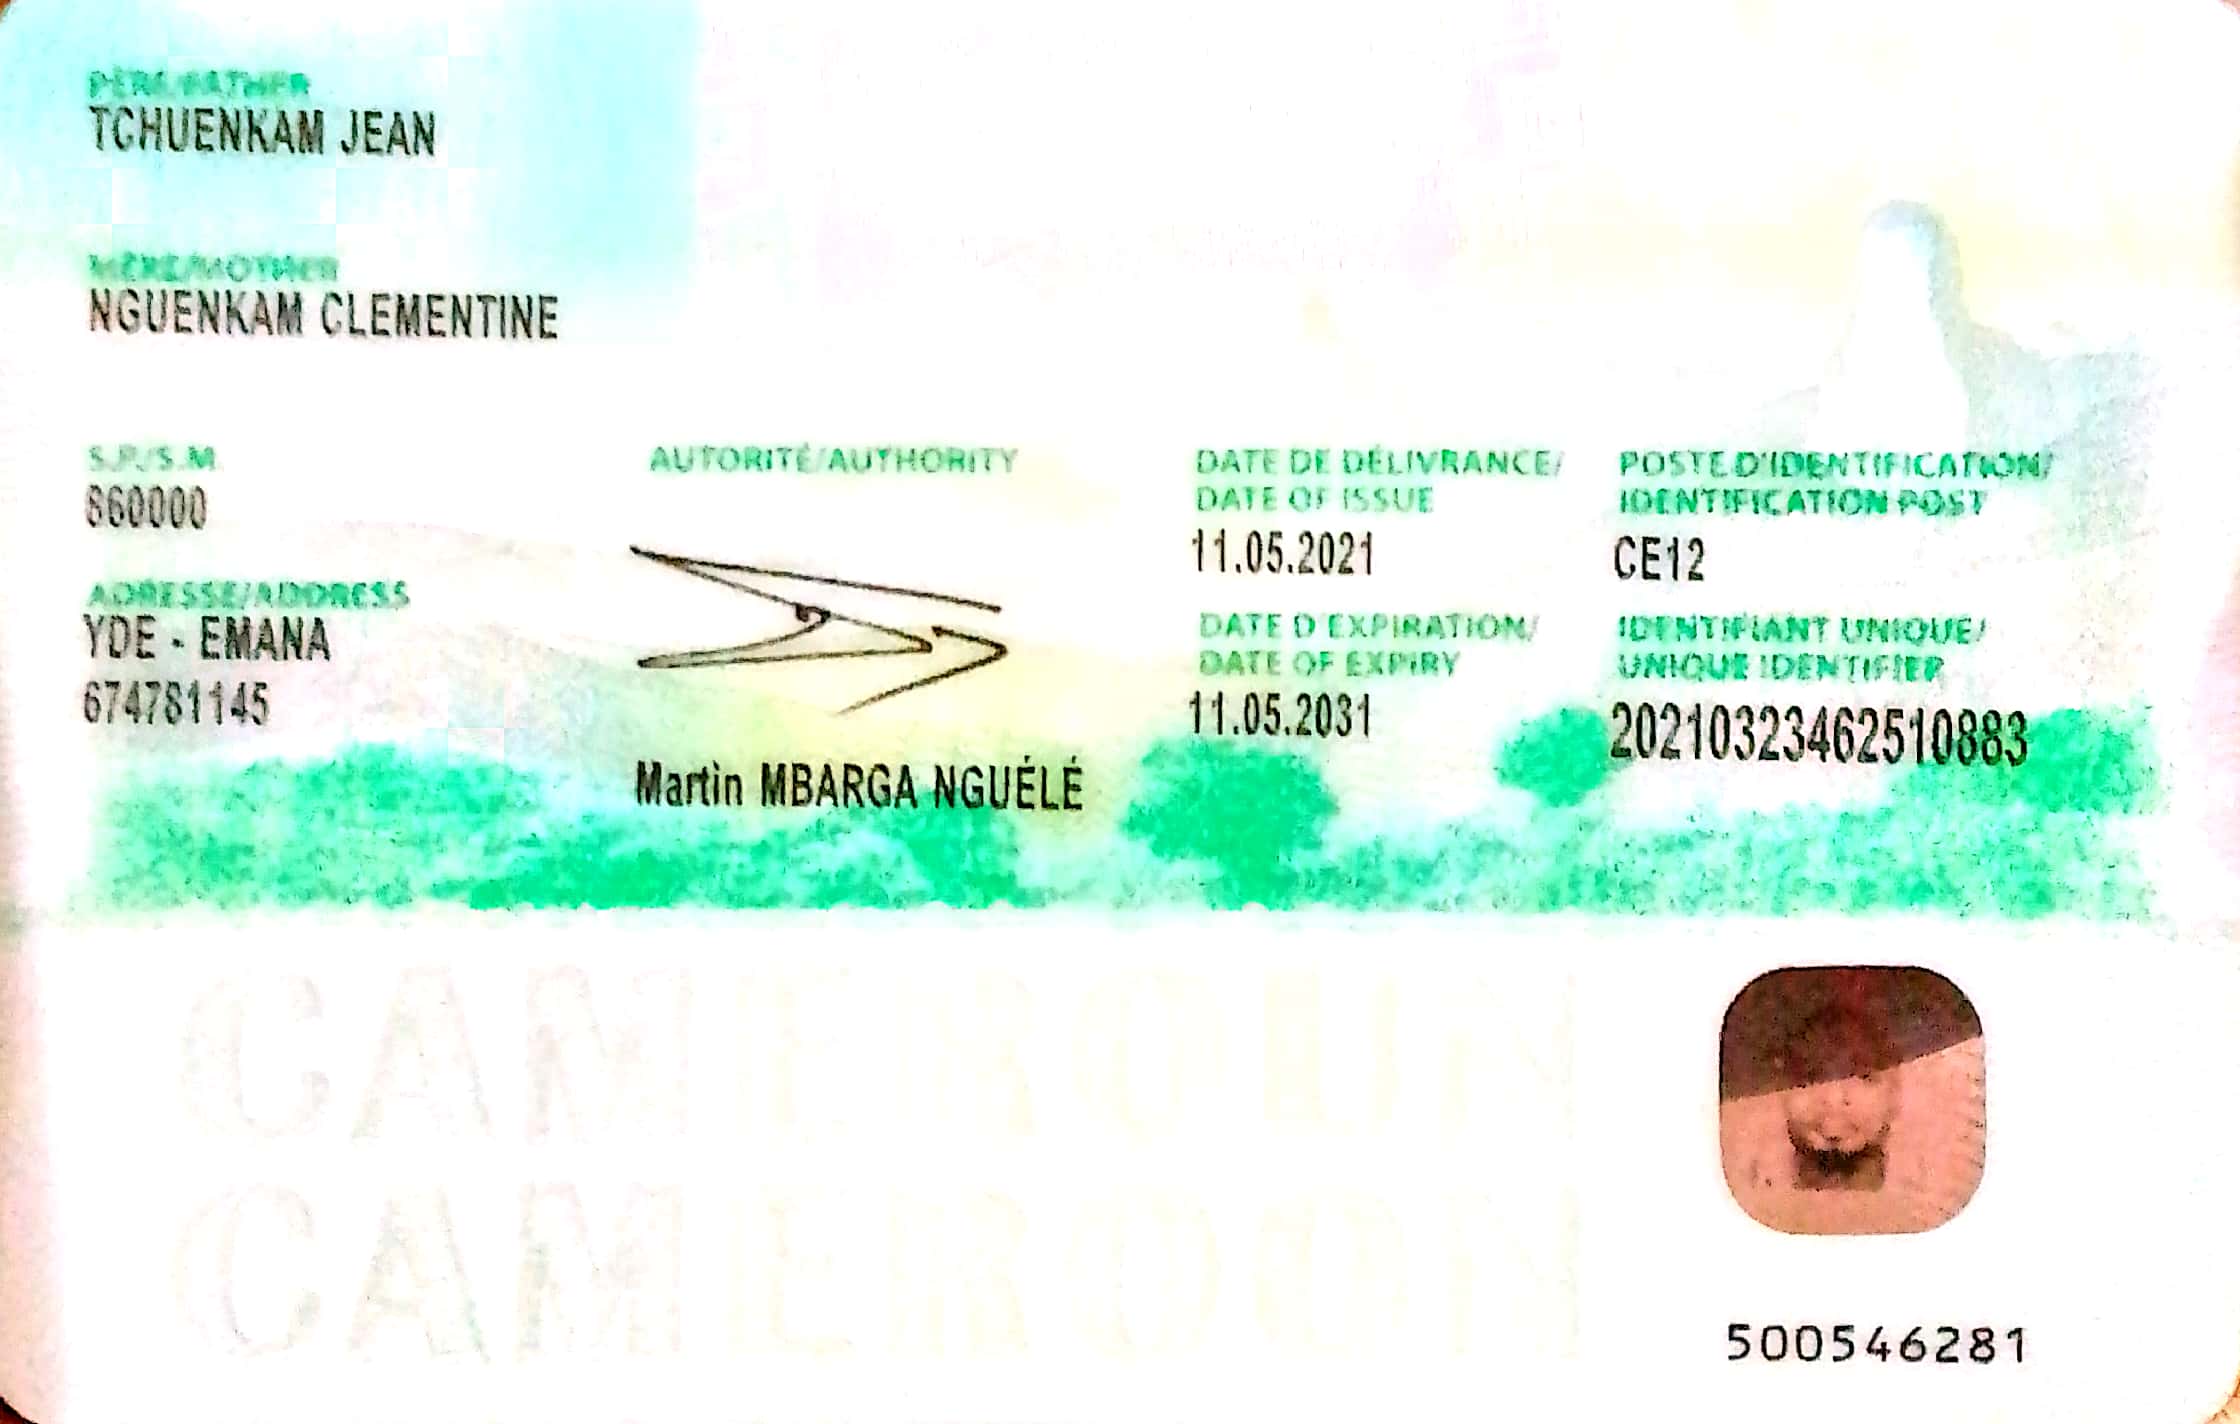 PÈRE/FATHER
TCHUENKAM JEAN
MÈRE/MOTHER
NGUENKAM CLEMENTINE
S.P./S.M
860000
ADRESSE/ADDRESS
YDE - EMANA
674781145
AUTORITÉ/AUTHORITY
Martin MBARGA NGUÉLÉ
DATE DE DÉLIVRANCE/
DATE OF ISSUE
11.05.2021
DATE D'EXPIRATION/
DATE OF EXPIRY
11.05.2031
POSTE D'IDENTIFICATION/
IDENTIFICATION POST
CE12
IDENTIFIANT UNIQUE/
UNIQUE IDENTIFIER
20210323462510883
CAMEROUN
CAMEROON
500546281